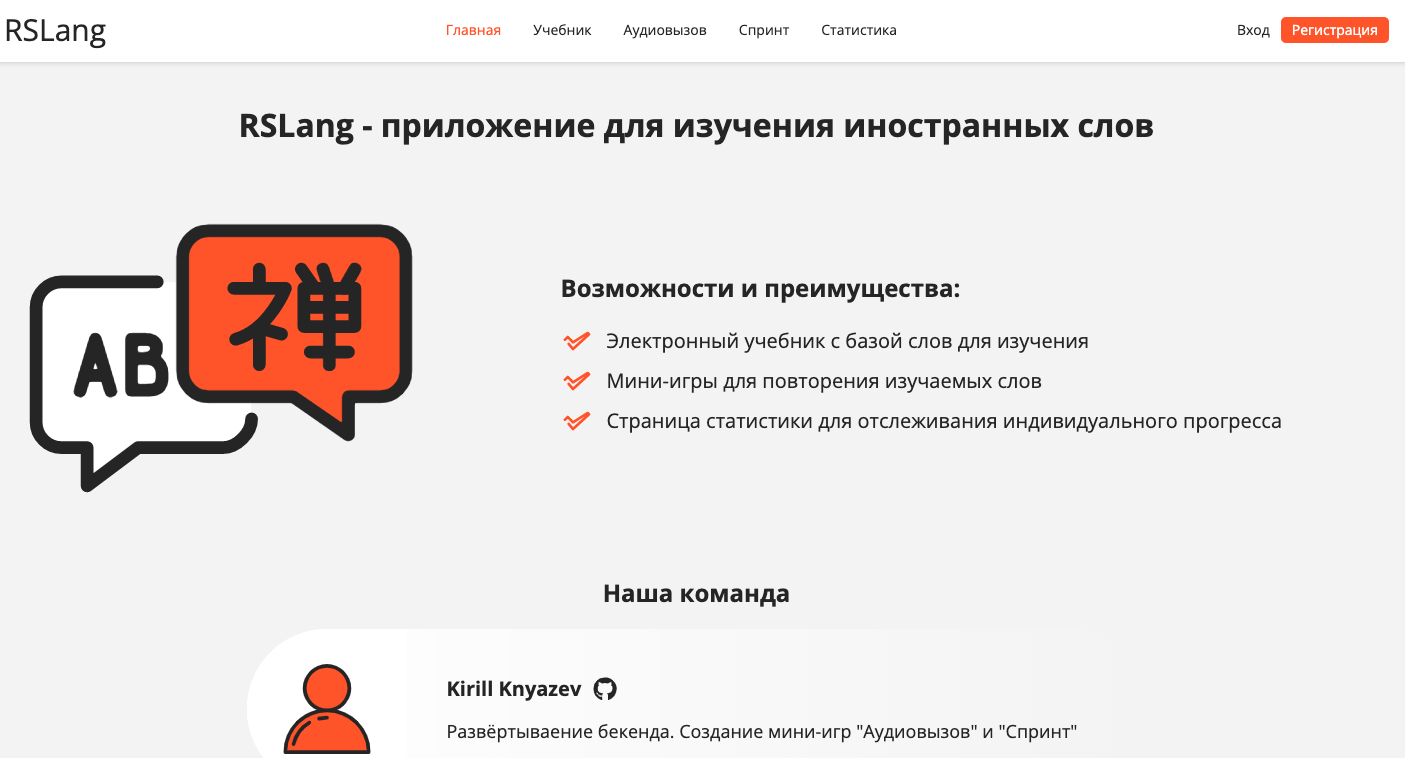 RSLang
Главная Учебник Аудиовызов Спринт Статистика
Вход Регистрация
RSLang - приложение для изучения иностранных слов
AB
禅
Возможности и преимущества:
Электронный учебник с базой слов для изучения
Мини-игры для повторения изучаемых слов
Страница статистики для отслеживания индивидуального прогресса
Наша команда
Kirill Knyazev
Развёртываение бекенда. Создание мини-игр "Аудиовызов" и "Спринт"